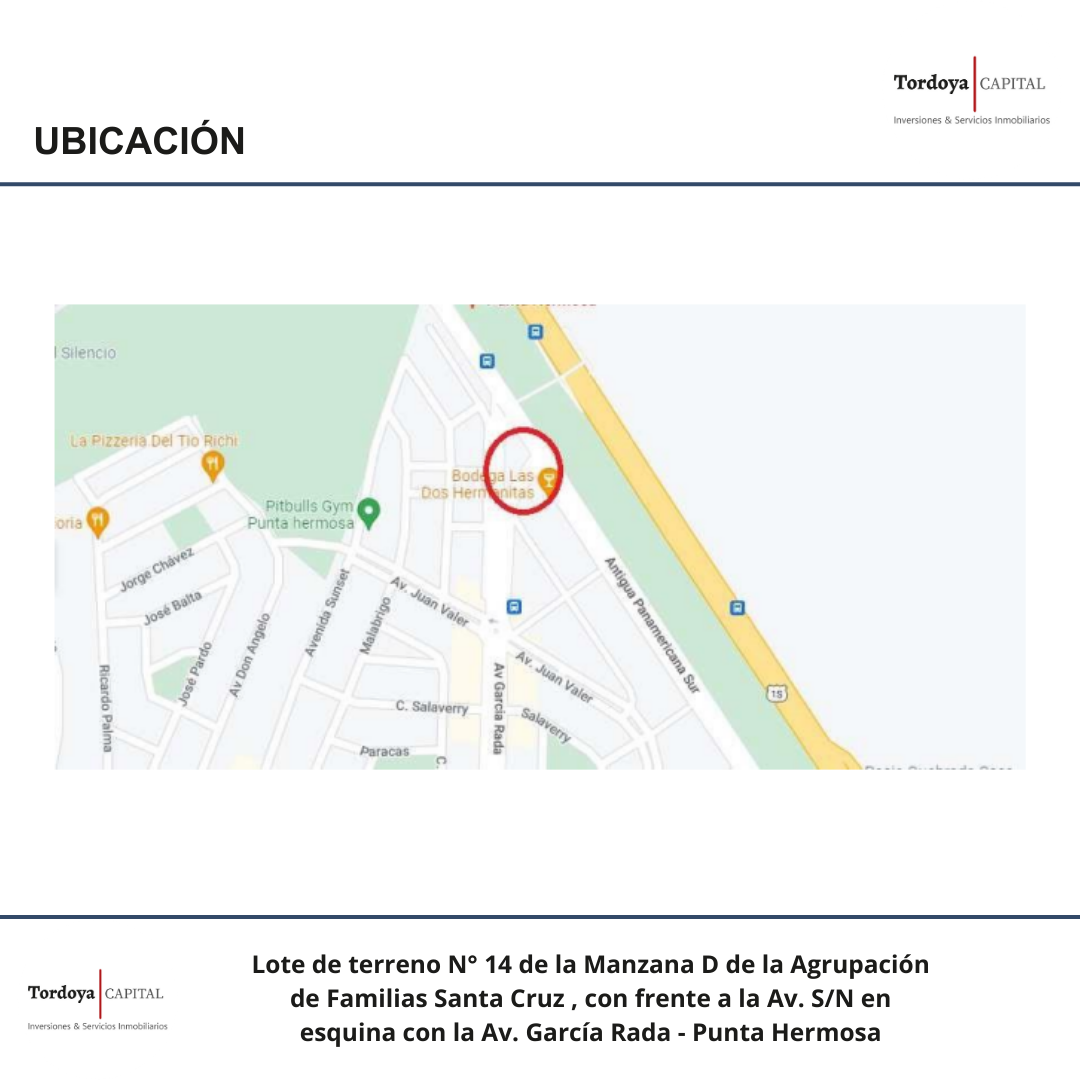 Tordoya CAPITAL
Inversiones & Servicios Inmobiliarios
UBICACIÓN
Silencio
La Pizzeria Del Tio Richi
Bodega Las
Dos Hermanitas
Pitbulls Gym
Punta hermosa
oria
Jorge Chávez
José Balta
José Pardo
Av Don Angelo
Avenida Sunset
Malabrigo
Av. Juan Valer
Antigua Panamericana Sur
Av. Juan Valer
Ricardo Palma
Av Garcia Rada
C. Salaverry
Salaverry
1S
Paracas
C.
Tordoya CAPITAL
Inversiones & Servicios Inmobiliarios
Lote de terreno N° 14 de la Manzana D de la Agrupación
de Familias Santa Cruz , con frente a la Av. S/N en
esquina con la Av. García Rada - Punta Hermosa